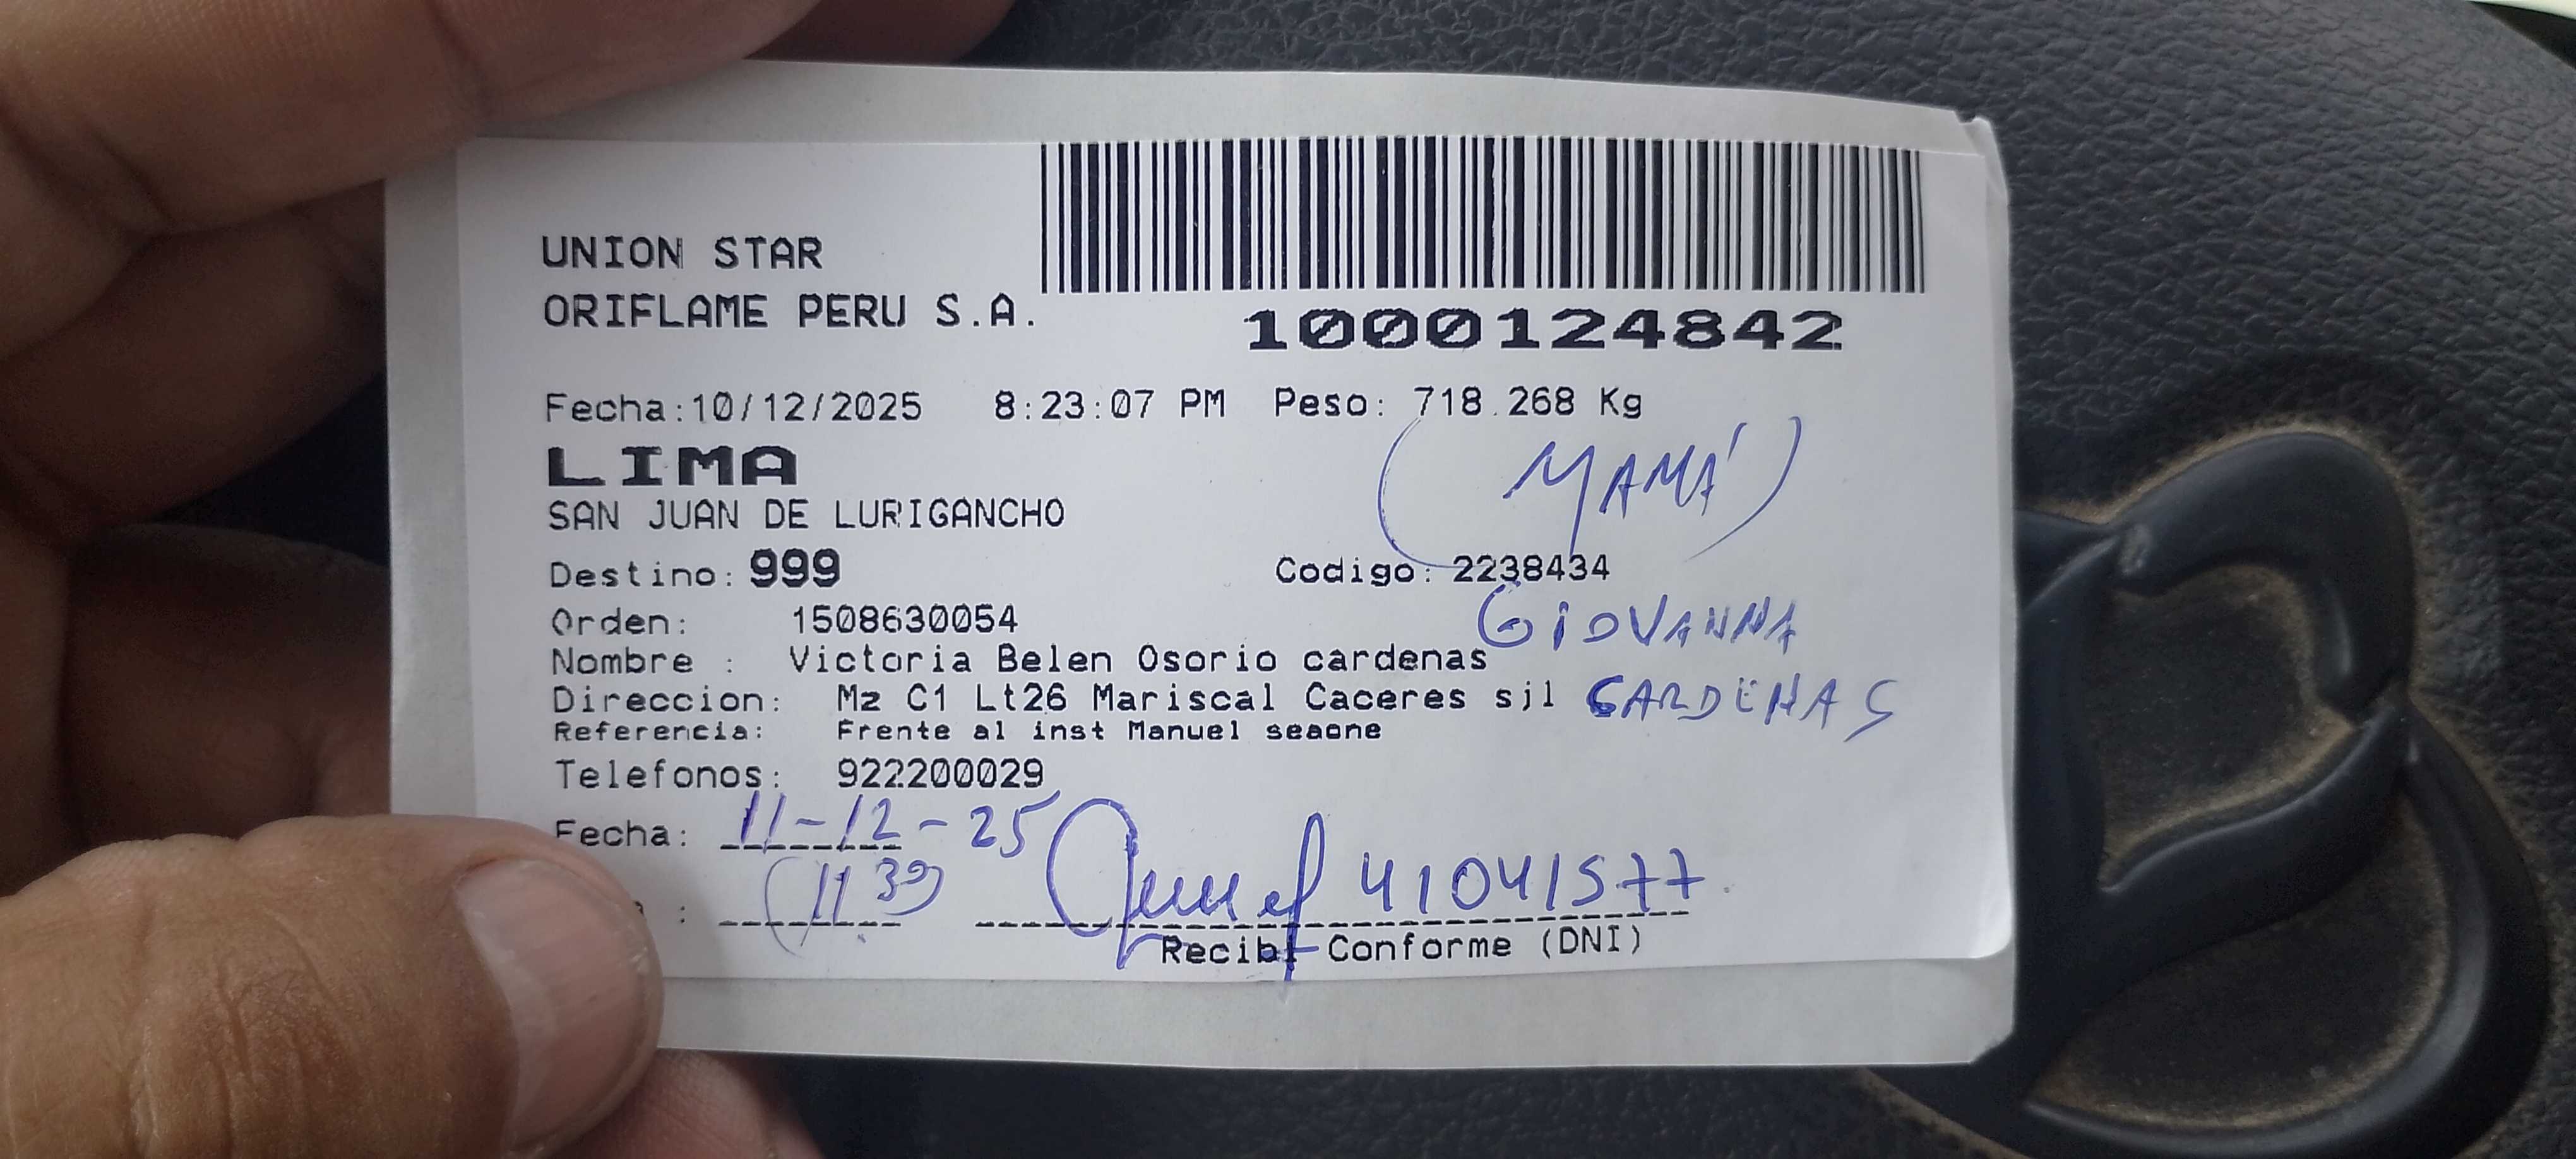 UNION STAR
ORIFLAME PERU S.A.
1000124842
Fecha:10/12/2025 8:23:07 PM Peso: 718.268 Kg
LIMA
(MAMÁ)
SAN JUAN DE LURIGANCHO
Destino: 999 Codigo: 2238434
Orden: 1508630054
GiOVANNA
Nombre : Victoria Belen Osorio cardenas
Direccion: Mz C1 Lt26 Mariscal Caceres sjl CARDENAS
Referencia: Frente al inst Manuel seaone
Telefonos: 922200029
Fecha: 11-12-25
: (11 39) 41041577
Recibi Conforme (DNI)